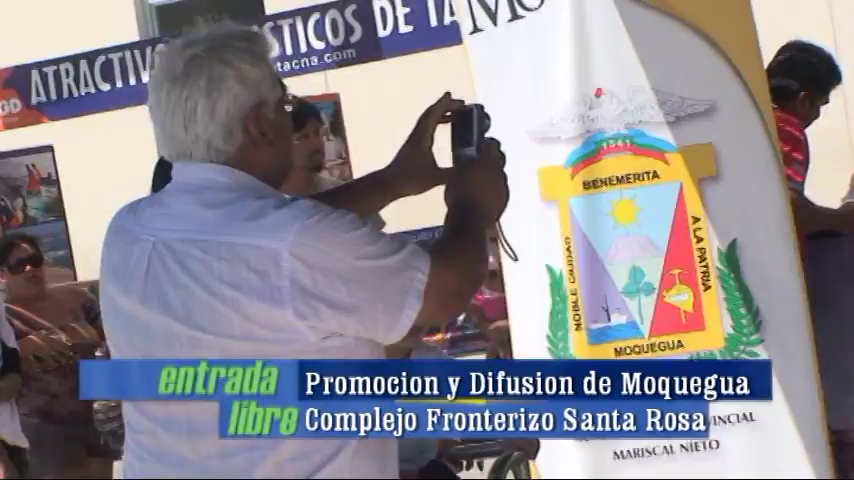 ATRACTIV
STICOS DE TA
tacna.com
MO
1541
BENEMERITA
NOBLE CIUDAD
A LA PATRIA
MOQUEGUA
entrada
libre
Promocion y Difusion de Moquegua
Complejo Fronterizo Santa Rosa
MARISCAL NIETO